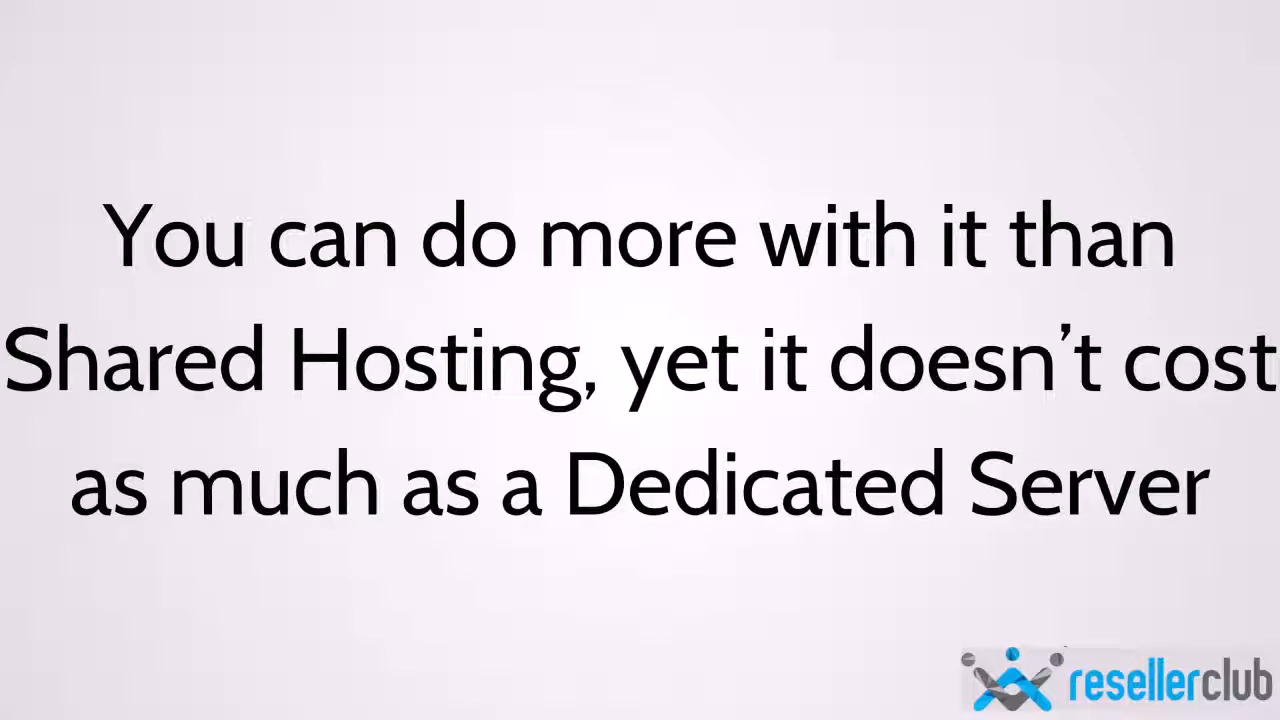 You can do more with it than
Shared Hosting, yet it doesn’t cost
as much as a Dedicated Server
resellerclub